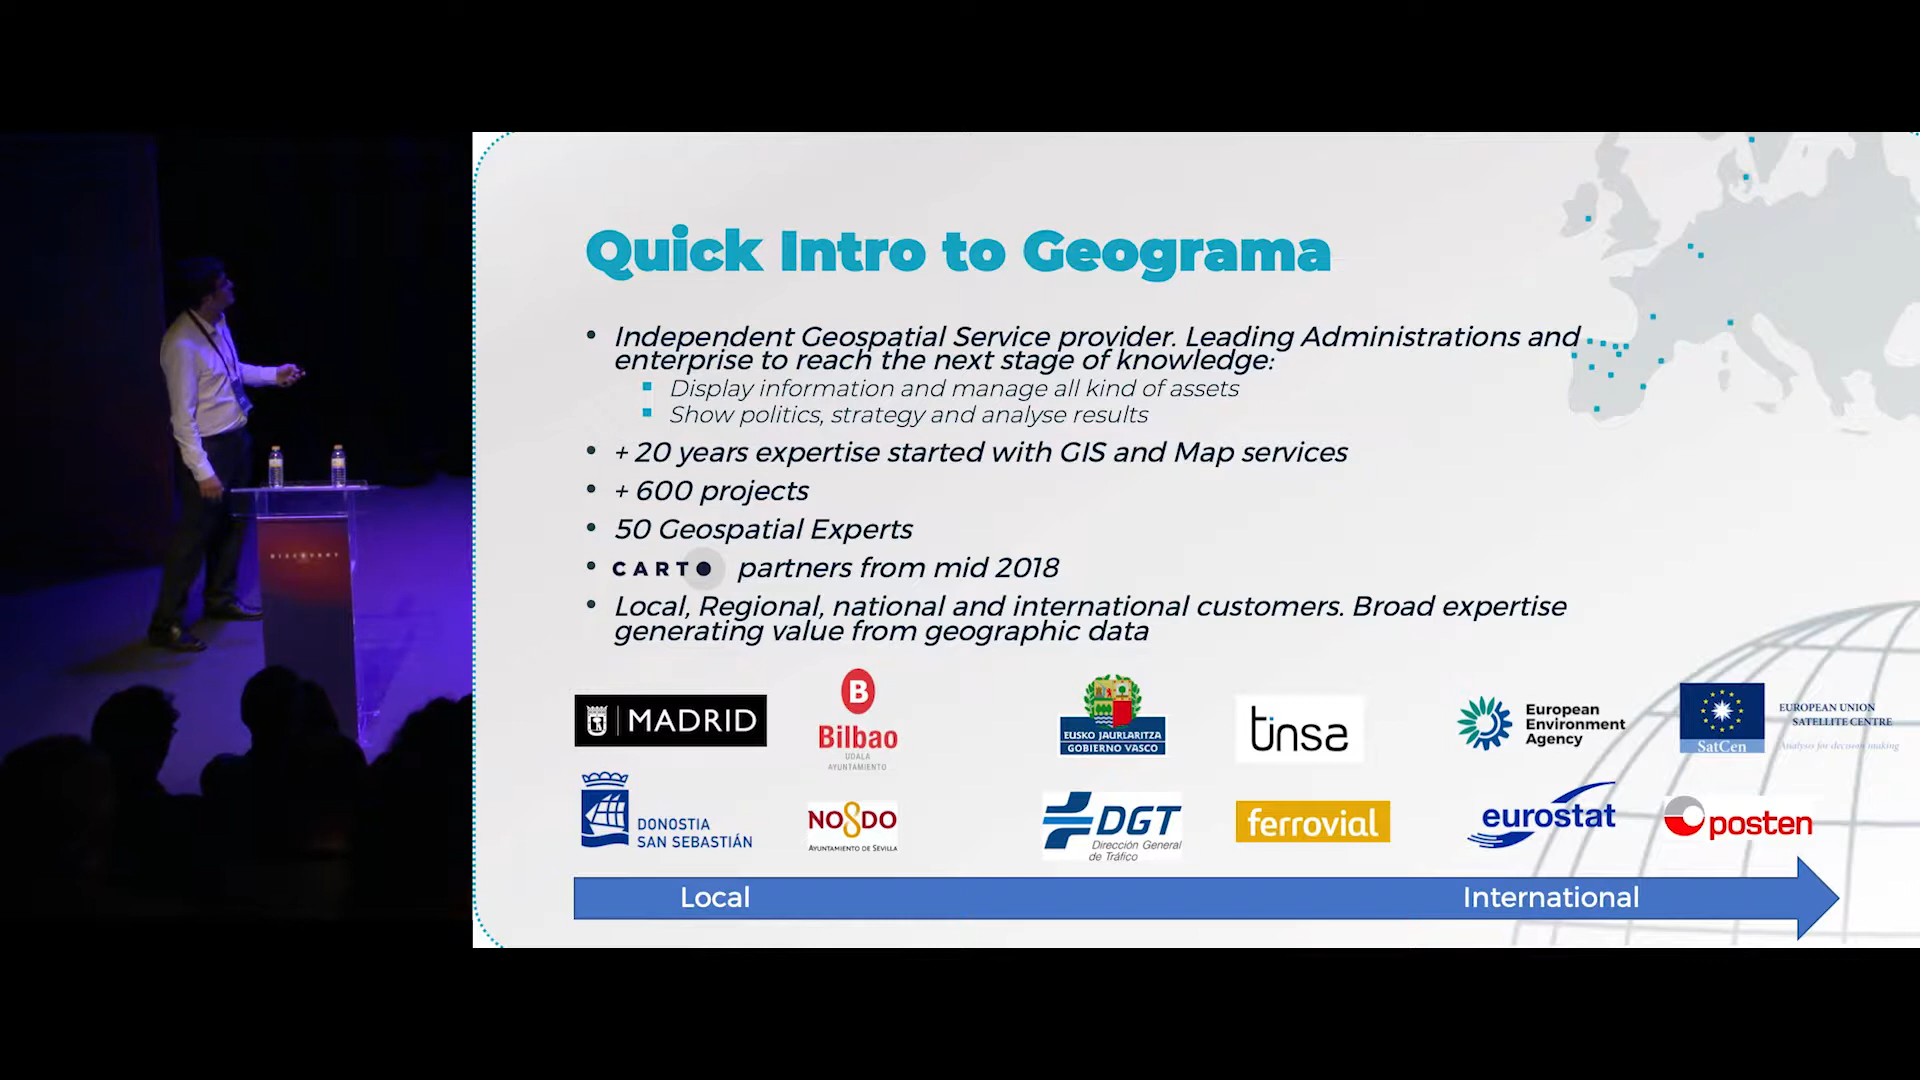 Quick Intro to Geograma
Independent Geospatial Service provider. Leading Administrations and
enterprise to reach the next stage of knowledge:
Display information and manage all kind of assets
Show politics, strategy and analyse results
+ 20 years expertise started with GIS and Map services
+ 600 projects
50 Geospatial Experts
CARTO partners from mid 2018
Local, Regional, national and international customers. Broad expertise
generating value from geographic data
MADRID
B
Bilbao
UDALA
AYUNTAMIENTO
EUSKO JAURLARITZA
GOBIERNO VASCO
tinsa
European
Environment
Agency
SatCen
EUROPEAN UNION
SATELLITE CENTRE
Analysis for decision making
DONOSTIA
SAN SEBASTIÁN
NO8DO
AYUNTAMIENTO DE SEVILLA
DGT
Dirección General
de Tráfico
ferrovial
eurostat
posten
Local
International
DISCOVERY